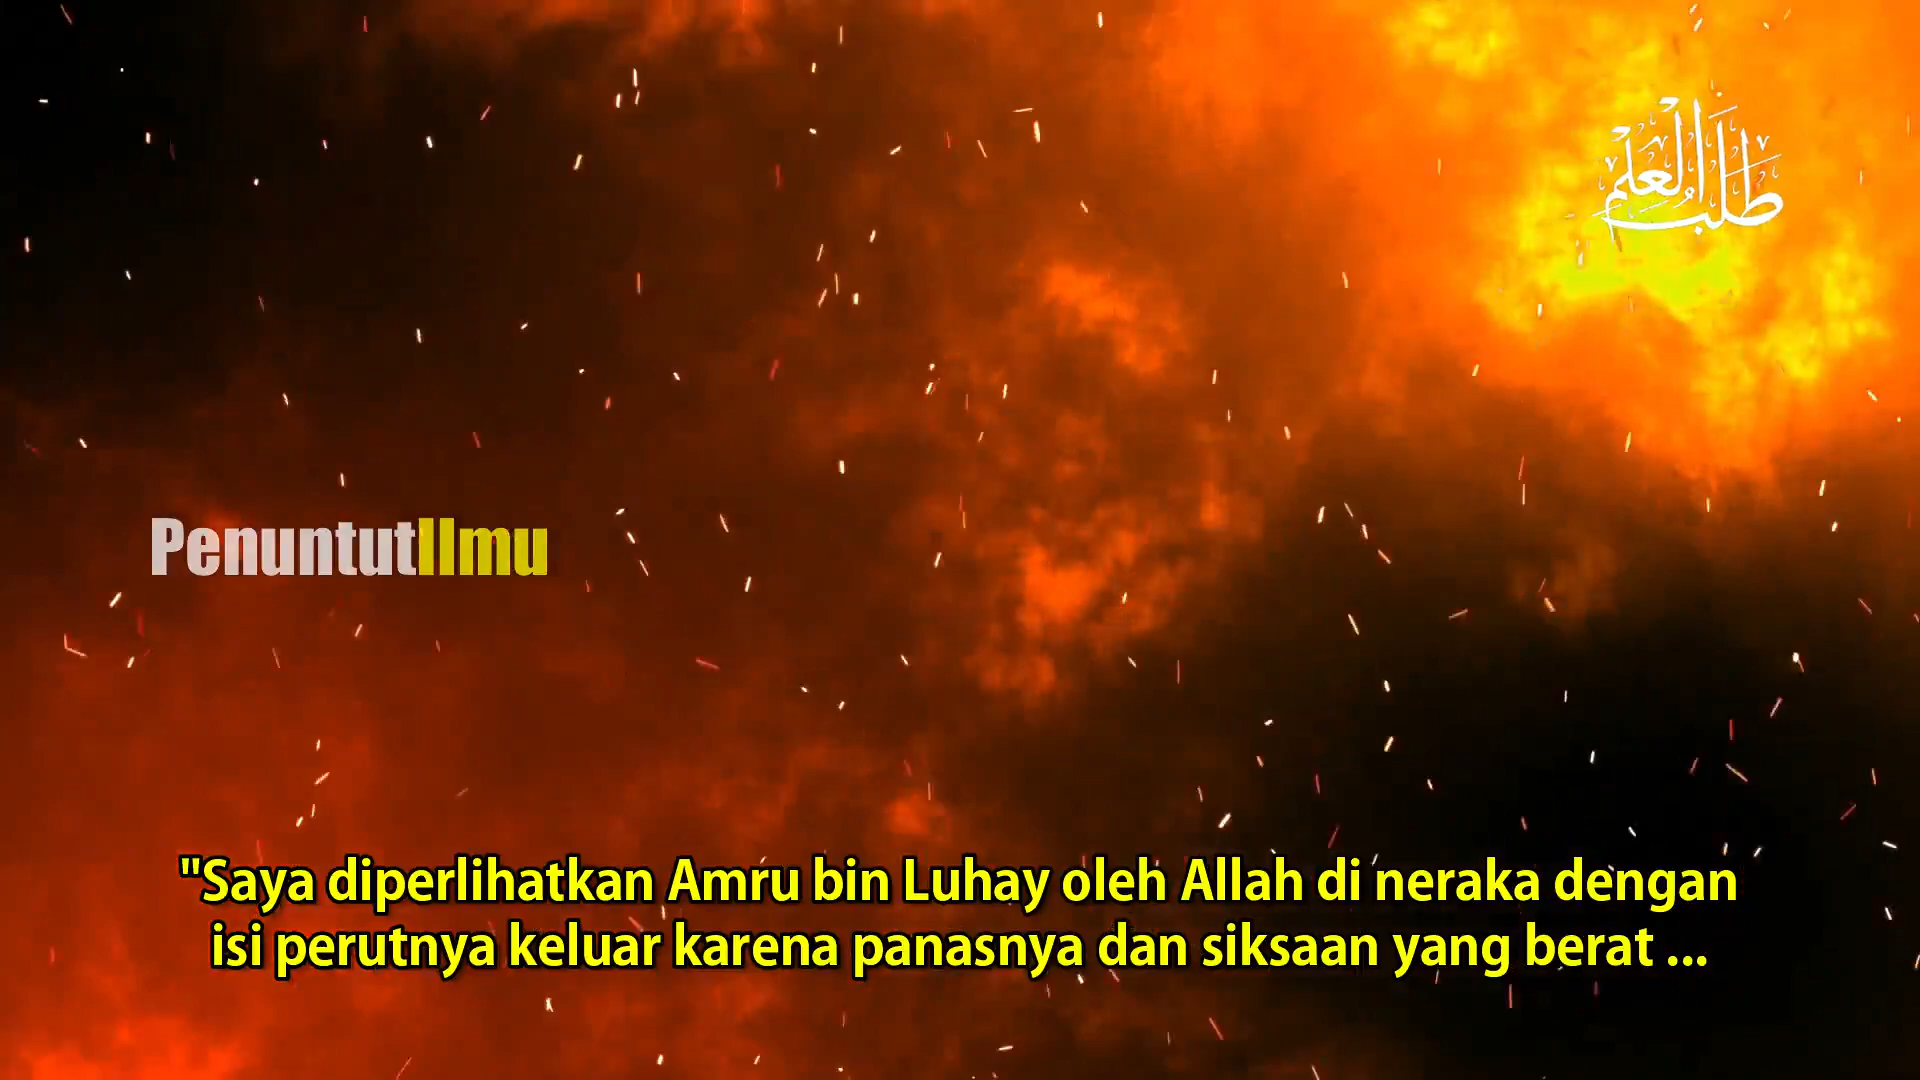 طلب العلم
PenuntutIlmu
"Saya diperlihatkan Amru bin Luhay oleh Allah di neraka dengan
isi perutnya keluar karena panasnya dan siksaan yang berat ...